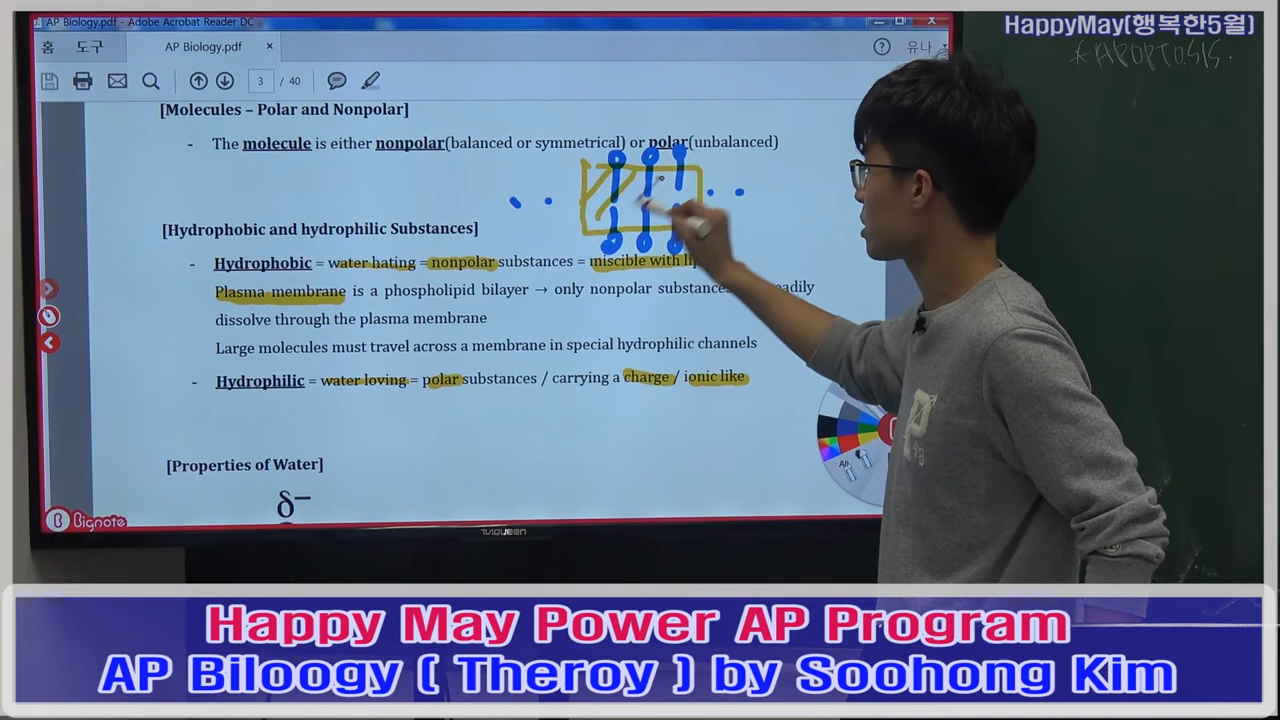 AP Biology.pdf - Adobe Acrobat Reader DC
HappyMay(행복한5월)
*APOPTOSIS.
홈 도구 AP Biology.pdf × ? 유나
3 / 40
[Molecules – Polar and Nonpolar]
- The molecule is either nonpolar(balanced or symmetrical) or polar(unbalanced)
[Hydrophobic and hydrophilic Substances]
- Hydrophobic = water hating = nonpolar substances = miscible with
Plasma membrane is a phospholipid bilayer → only nonpolar substances
dissolve through the plasma membrane
Large molecules must travel across a membrane in special hydrophilic channels
- Hydrophilic = water loving = polar substances / carrying a charge / ionic like
[Properties of Water]
δ−
All
Bignote
Happy May Power AP Program
AP Biloogy ( Theroy ) by Soohong Kim